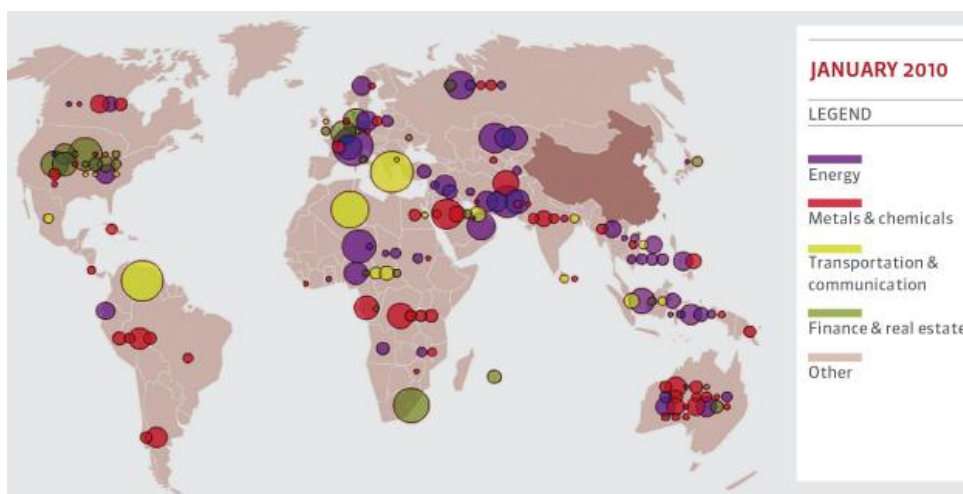 JANUARY 2010
LEGEND
Energy
Metals & chemicals
Transportation &
communication
Finance & real estate
Other